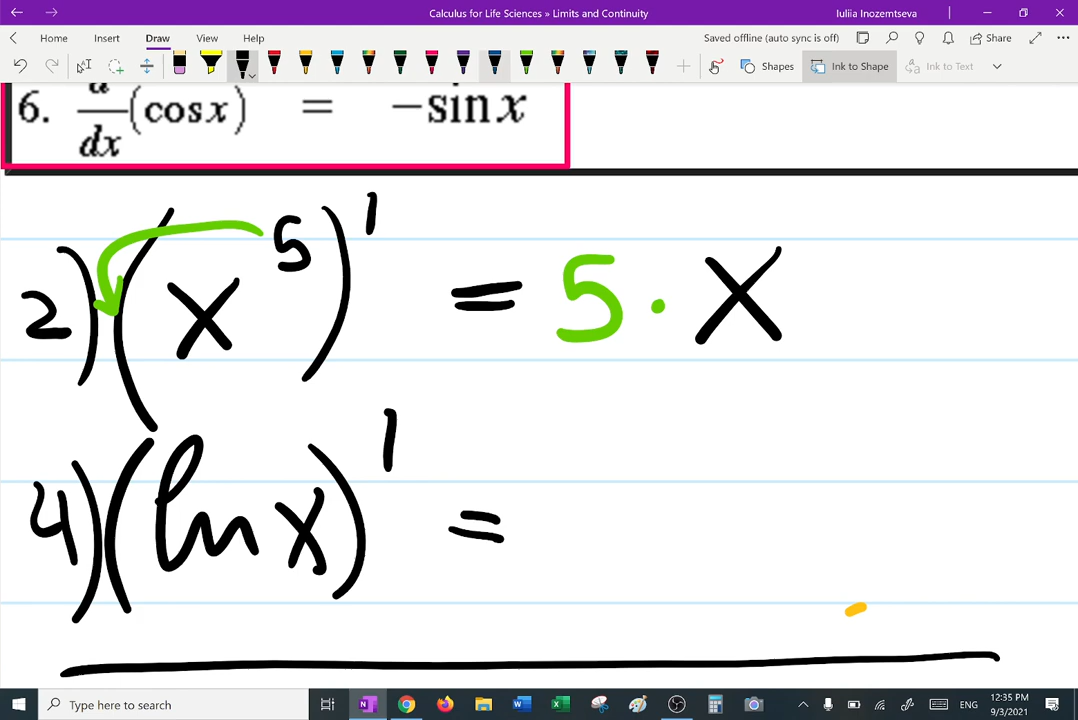 Calculus for Life Sciences » Limits and Continuity
Iuliia Inozemtseva
Home Insert Draw View Help
Saved offline (auto sync is off)
Share
Shapes
Ink to Shape
Ink to Text
6. d/dx (cos x) = −sin x
2) (x⁵)' = 5 · x
4) (ln x)' =
Type here to search
ENG
12:35 PM
9/3/2021